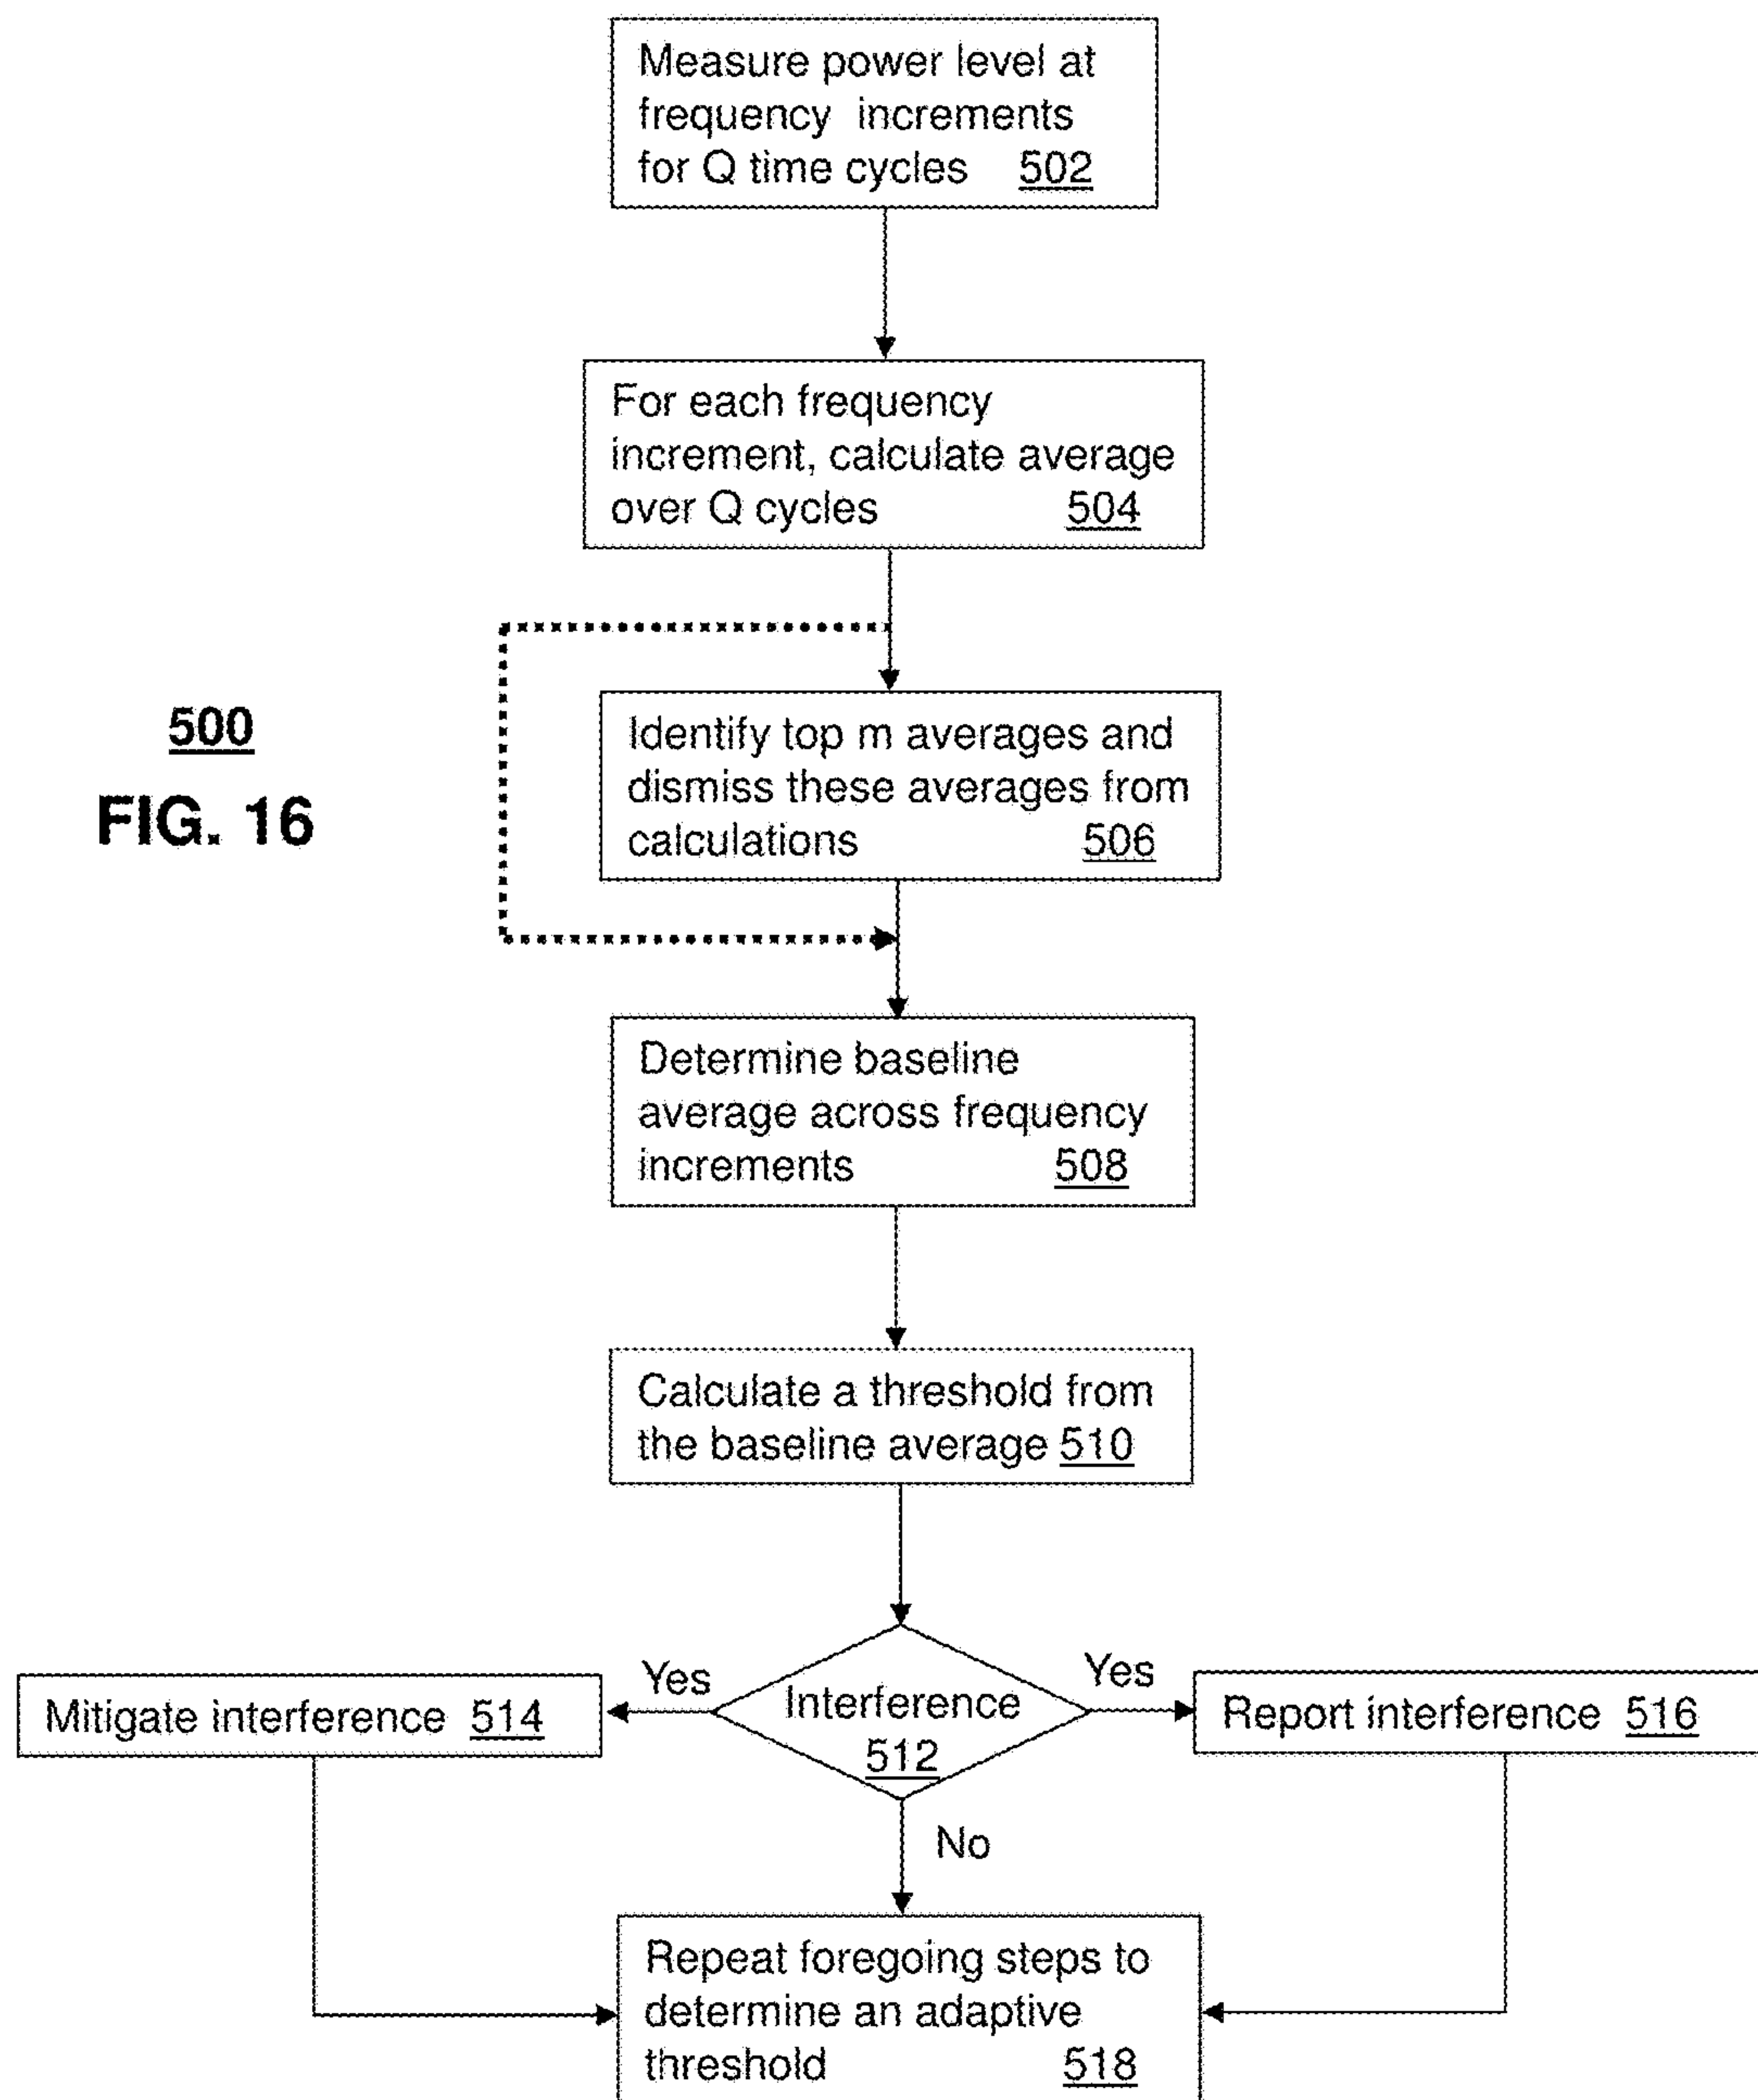 Measure power level at
frequency increments
for Q time cycles 502
For each frequency
increment, calculate average
over Q cycles 504
500
FIG. 16
Identify top m averages and
dismiss these averages from
calculations 506
Determine baseline
average across frequency
increments 508
Calculate a threshold from
the baseline average 510
Yes
Yes
Mitigate interference 514
Interference
512
Report interference 516
No
Repeat foregoing steps to
determine an adaptive
threshold 518